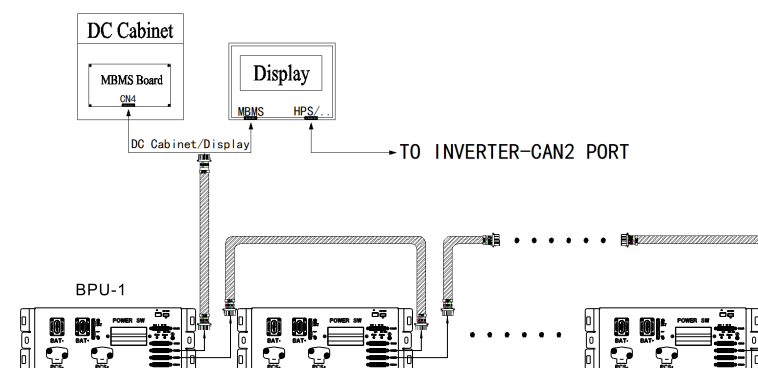 DC Cabinet
MBMS Board
CN4
Display
MBMS HPS/..
DC Cabinet/Display
TO INVERTER-CAN2 PORT
BPU-1
POWER SW
BAT- BAT+
POWER SW
BAT- BAT+
POWER SW
BAT- BAT+